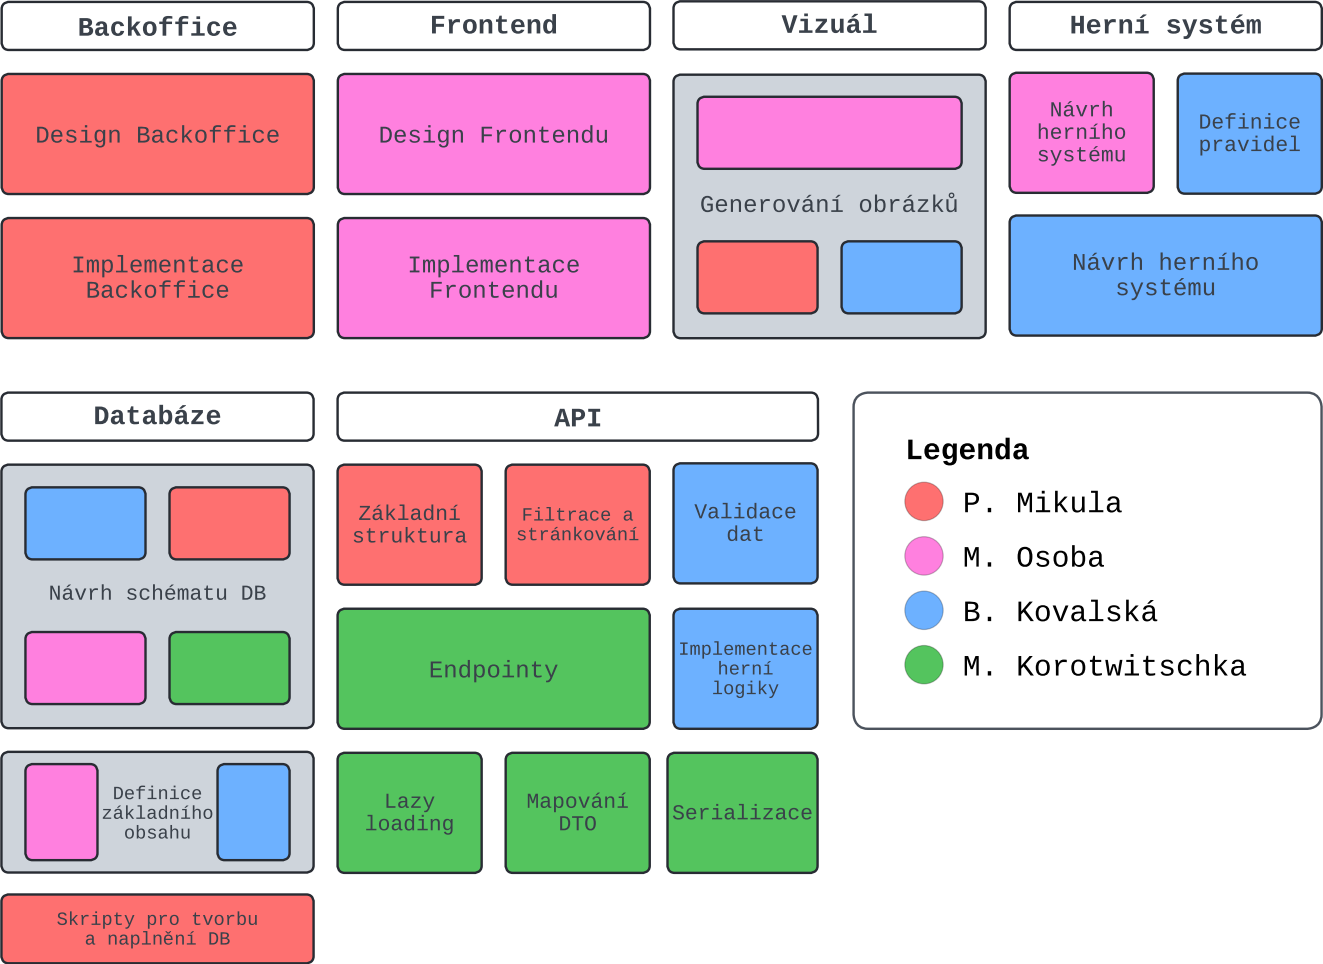 Backoffice
Design Backoffice
Implementace
Backoffice
Frontend
Design Frontendu
Implementace
Frontendu
Vizuál
Generování obrázků
Herní systém
Návrh
herního
systému
Definice
pravidel
Návrh herního
systému
Databáze
Návrh schématu DB
Definice
základního
obsahu
Skripty pro tvorbu
a naplnění DB
API
Základní
struktura
Filtrace a
stránkování
Validace
dat
Endpointy
Implementace
herní
logiky
Lazy
loading
Mapování
DTO
Serializace
Legenda
P. Mikula
M. Osoba
B. Kovalská
M. Korotwitschka